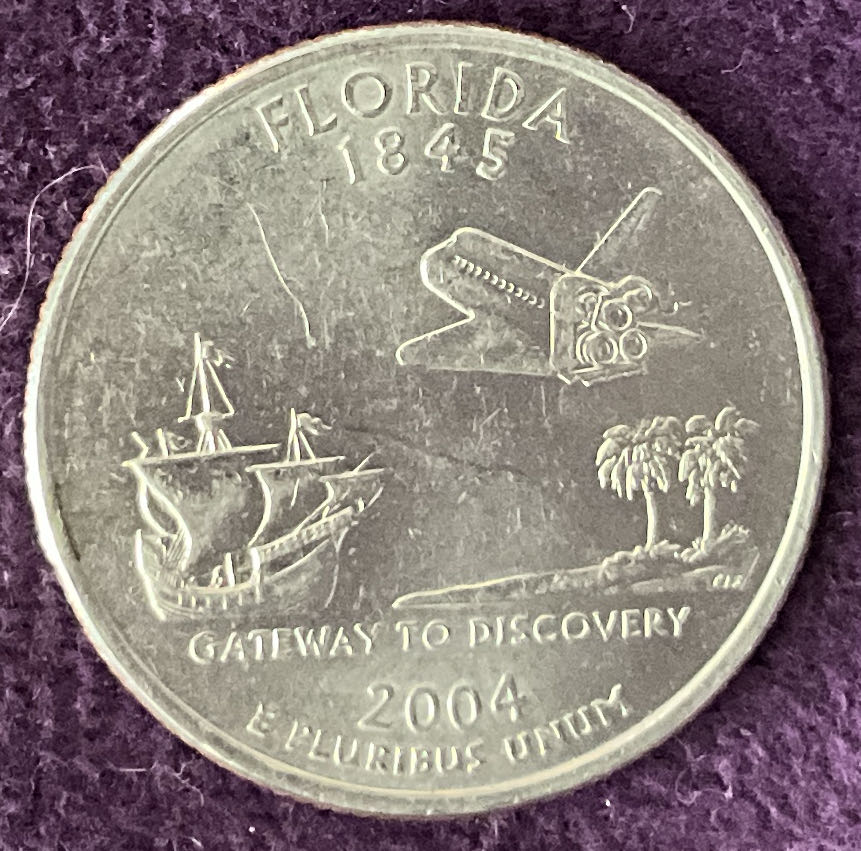 FLORIDA
1845
GATEWAY TO DISCOVERY
2004
E PLURIBUS UNUM